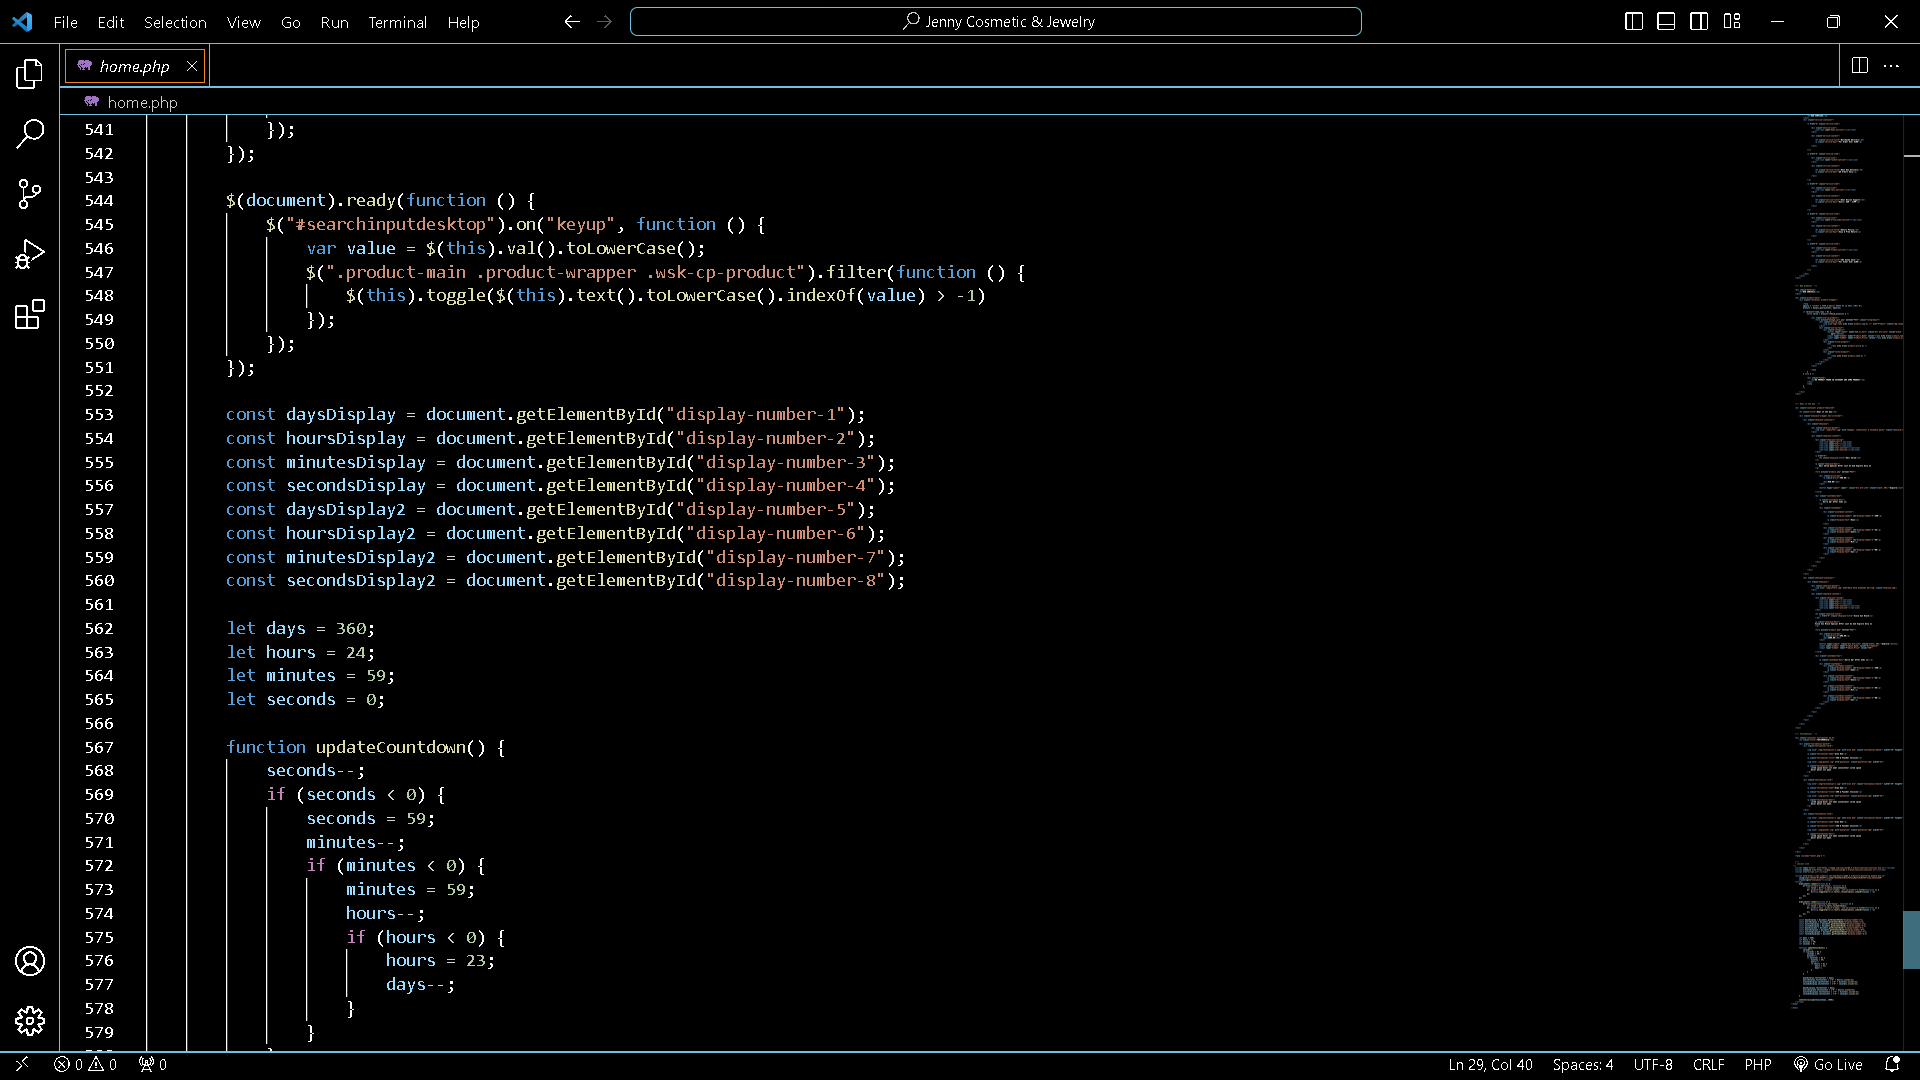 File Edit Selection View Go Run Terminal Help
Jenny Cosmetic & Jewelry
home.php
home.php
541 });
542 });
543
544 $(document).ready(function () {
545 $("#searchinputdesktop").on("keyup", function () {
546 var value = $(this).val().toLowerCase();
547 $(".product-main .product-wrapper .wsk-cp-product").filter(function () {
548 $(this).toggle($(this).text().toLowerCase().indexOf(value) > -1)
549 });
550 });
551 });
552
553 const daysDisplay = document.getElementById("display-number-1");
554 const hoursDisplay = document.getElementById("display-number-2");
555 const minutesDisplay = document.getElementById("display-number-3");
556 const secondsDisplay = document.getElementById("display-number-4");
557 const daysDisplay2 = document.getElementById("display-number-5");
558 const hoursDisplay2 = document.getElementById("display-number-6");
559 const minutesDisplay2 = document.getElementById("display-number-7");
560 const secondsDisplay2 = document.getElementById("display-number-8");
561
562 let days = 360;
563 let hours = 24;
564 let minutes = 59;
565 let seconds = 0;
566
567 function updateCountdown() {
568 seconds--;
569 if (seconds < 0) {
570 seconds = 59;
571 minutes--;
572 if (minutes < 0) {
573 minutes = 59;
574 hours--;
575 if (hours < 0) {
576 hours = 23;
577 days--;
578 }
579 }
0 0 0 Ln 29, Col 40 Spaces: 4 UTF-8 CRLF PHP Go Live